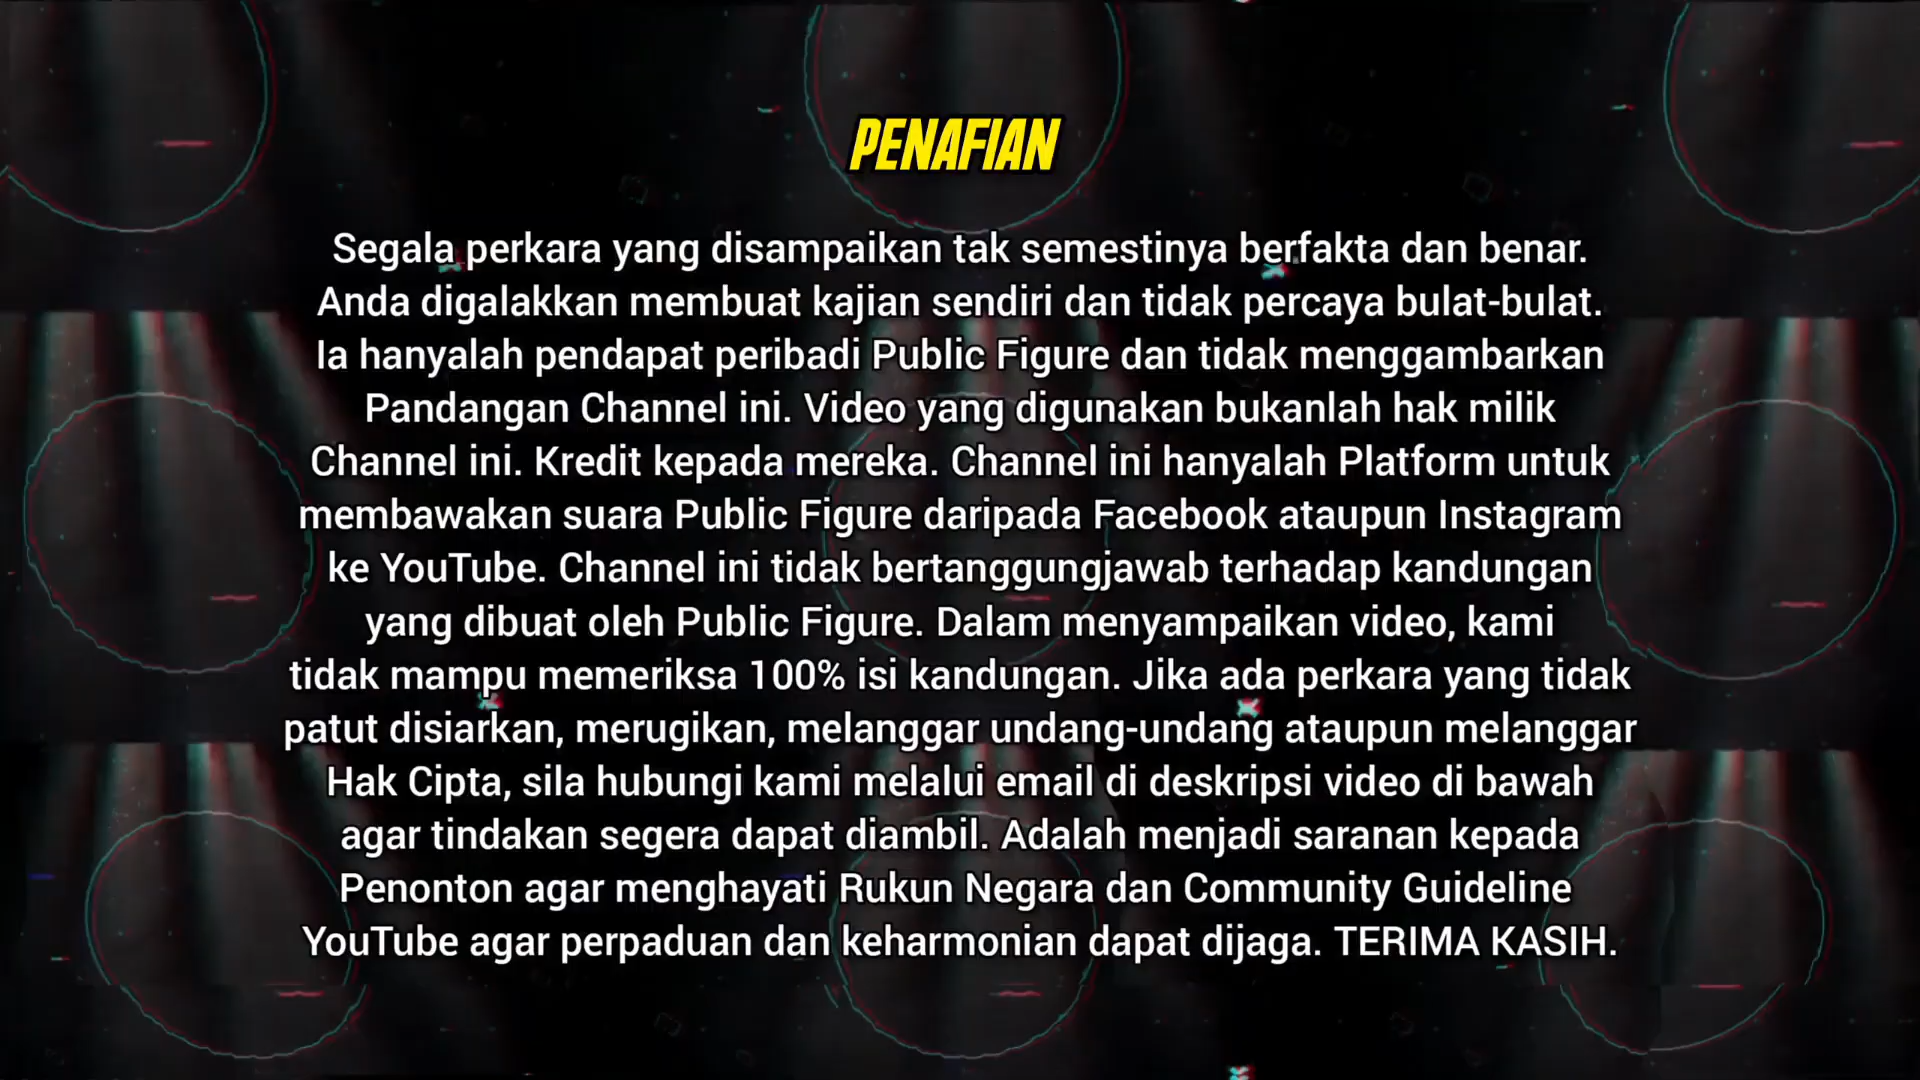 PENAFIAN
Segala perkara yang disampaikan tak semestinya berfakta dan benar.
Anda digalakkan membuat kajian sendiri dan tidak percaya bulat-bulat.
Ia hanyalah pendapat peribadi Public Figure dan tidak menggambarkan
Pandangan Channel ini. Video yang digunakan bukanlah hak milik
Channel ini. Kredit kepada mereka. Channel ini hanyalah Platform untuk
membawakan suara Public Figure daripada Facebook ataupun Instagram
ke YouTube. Channel ini tidak bertanggungjawab terhadap kandungan
yang dibuat oleh Public Figure. Dalam menyampaikan video, kami
tidak mampu memeriksa 100% isi kandungan. Jika ada perkara yang tidak
patut disiarkan, merugikan, melanggar undang-undang ataupun melanggar
Hak Cipta, sila hubungi kami melalui email di deskripsi video di bawah
agar tindakan segera dapat diambil. Adalah menjadi saranan kepada
Penonton agar menghayati Rukun Negara dan Community Guideline
YouTube agar perpaduan dan keharmonian dapat dijaga. TERIMA KASIH.